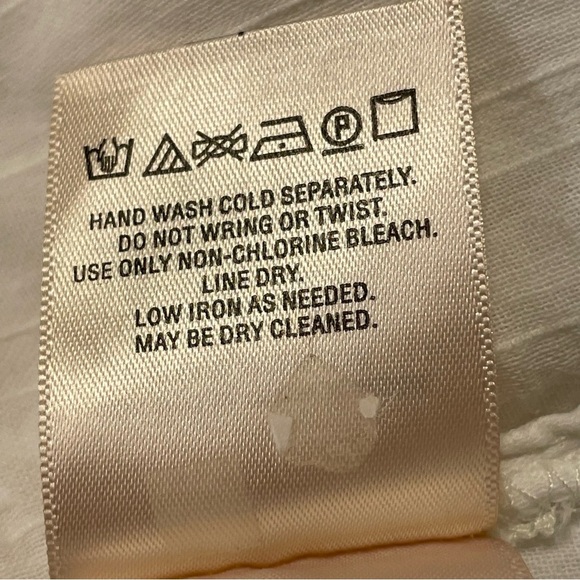 P
HAND WASH COLD SEPARATELY.
DO NOT WRING OR TWIST.
USE ONLY NON-CHLORINE BLEACH.
LINE DRY.
LOW IRON AS NEEDED.
MAY BE DRY CLEANED.